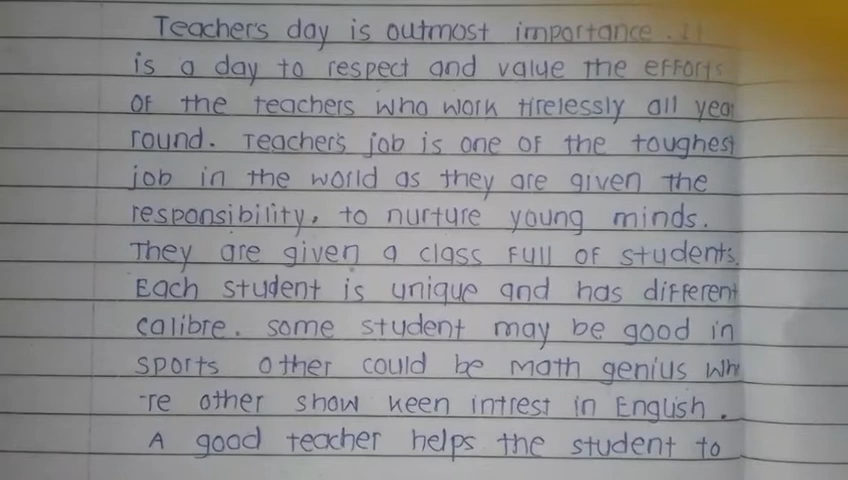 Teacher's day is outmost importance. It
is a day to respect and value the efforts
of the teachers who work tirelessly all year
round. Teacher's job is one of the toughest
job in the world as they are given the
responsibility, to nurture young minds.
They are given a class full of students.
Each student is unique and has different
calibre. some student may be good in
sports other could be math genius whe
-re other show keen intrest in English.
A good teacher helps the student to